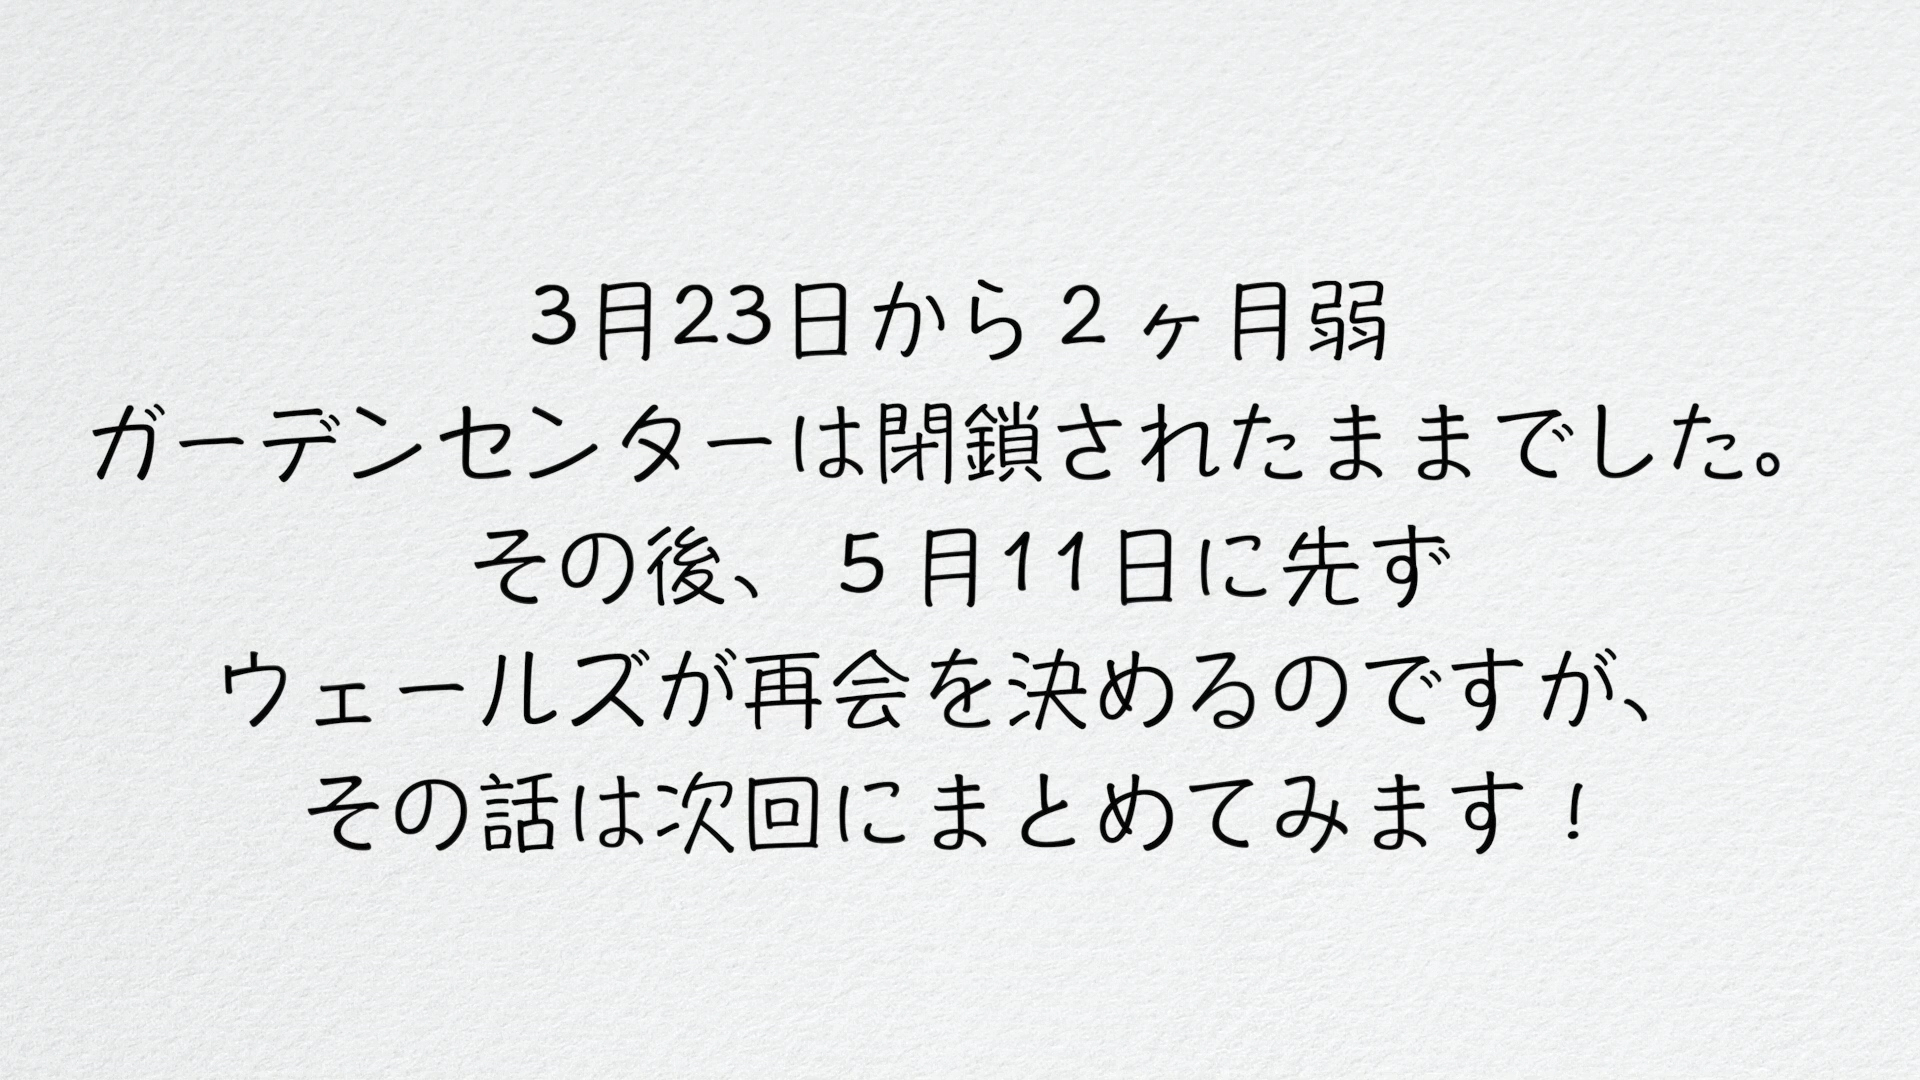 3月23日から２ヶ月弱
ガーデンセンターは閉鎖されたままでした。
その後、５月11日に先ず
ウェールズが再会を決めるのですが、
その話は次回にまとめてみます！